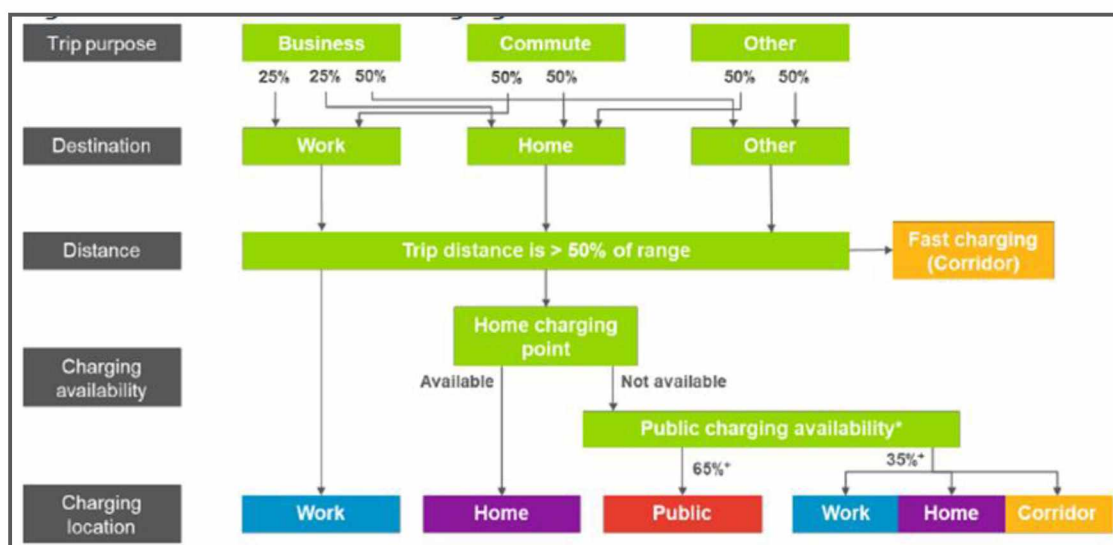 Trip purpose
Business
Commute
Other
25%
25%
50%
50%
50%
50%
50%
Destination
Work
Home
Other
Distance
Trip distance is > 50% of range
Fast charging
(Corridor)
Home charging
point
Charging
availability
Available
Not available
Public charging availability*
65%+
35%+
Charging
location
Work
Home
Public
Work
Home
Corridor